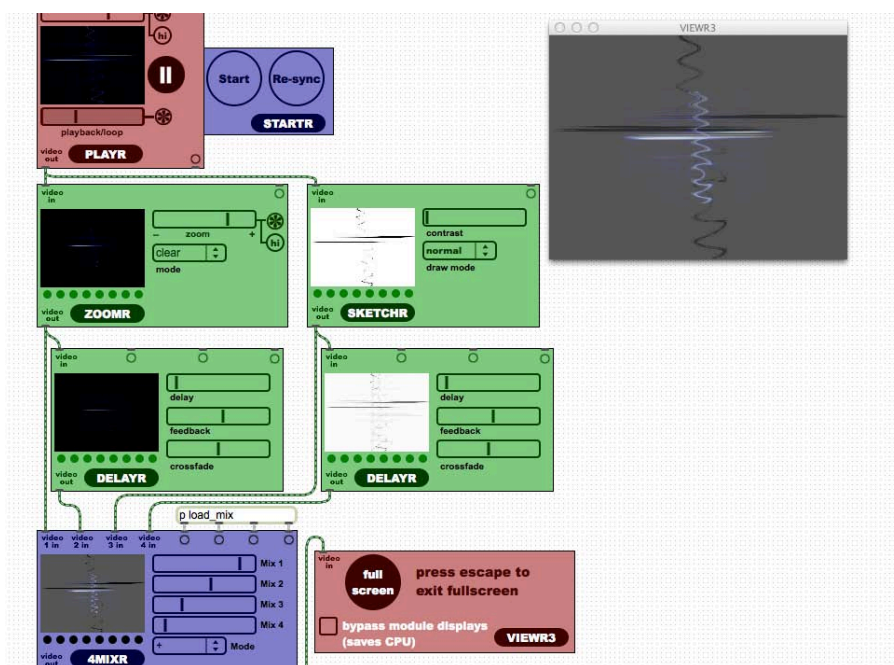 hi
Start
Re-sync
STARTR
playback/loop
video
out
PLAYR
VIEWR3
video
in
− zoom +
hi
clear
mode
video
out
ZOOMR
video
in
contrast
normal
draw mode
video
out
SKETCHR
video
in
delay
feedback
crossfade
video
out
DELAYR
video
in
delay
feedback
crossfade
video
out
DELAYR
p load_mix
video video video video
1 in 2 in 3 in 4 in
Mix 1
Mix 2
Mix 3
Mix 4
+ Mode
video
out
4MIXR
video
in
full
screen
press escape to
exit fullscreen
bypass module displays
(saves CPU)
VIEWR3